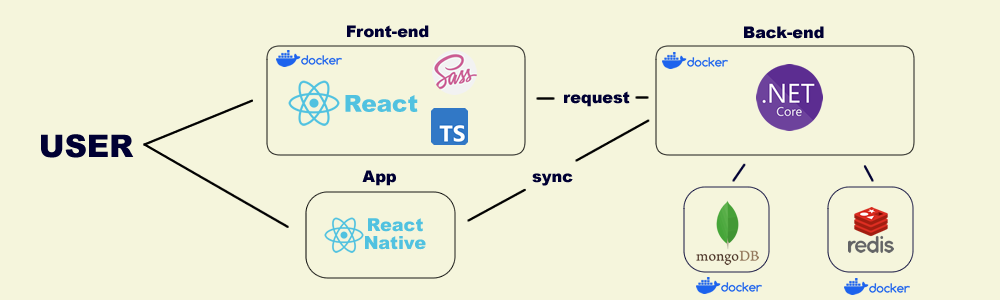 Front-end
Back-end
docker
Sass
React
TS
request
docker
.NET
Core
USER
App
sync
React
Native
mongoDB
redis
docker
docker